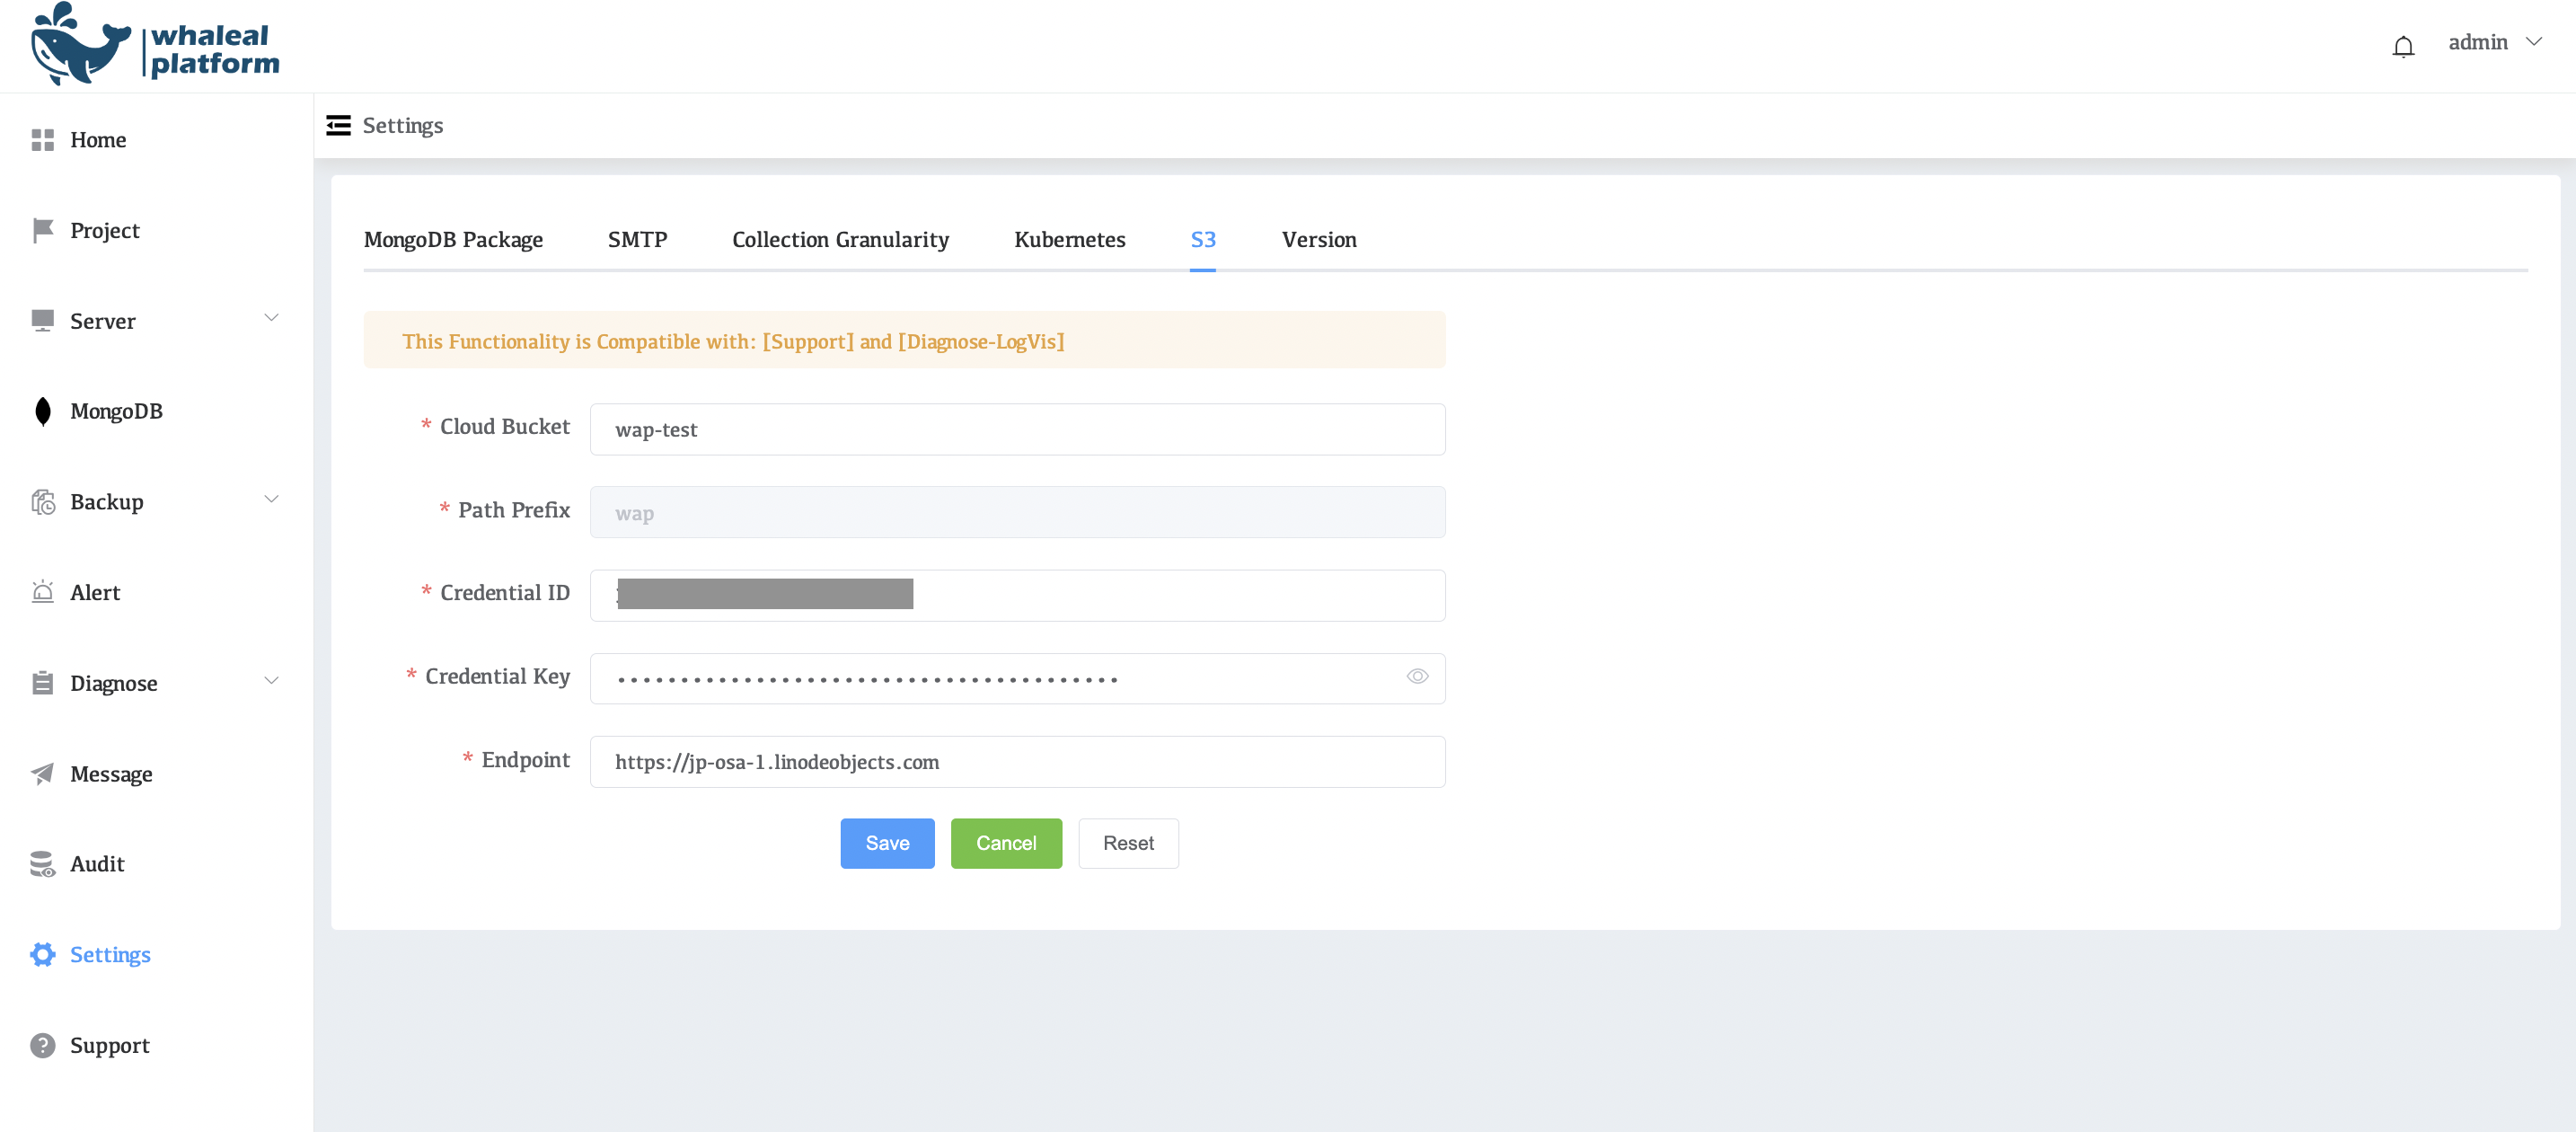 whaleal
platform
admin
Home
Project
Server
MongoDB
Backup
Alert
Diagnose
Message
Audit
Settings
Support
Settings
MongoDB Package SMTP Collection Granularity Kubernetes S3 Version
This Functionality is Compatible with: [Support] and [Diagnose-LogVis]
* Cloud Bucket wap-test
* Path Prefix wap
* Credential ID
* Credential Key ••••••••••••••••••••••••••••••••••••••••
* Endpoint https://jp-osa-1.linodeobjects.com
Save Cancel Reset